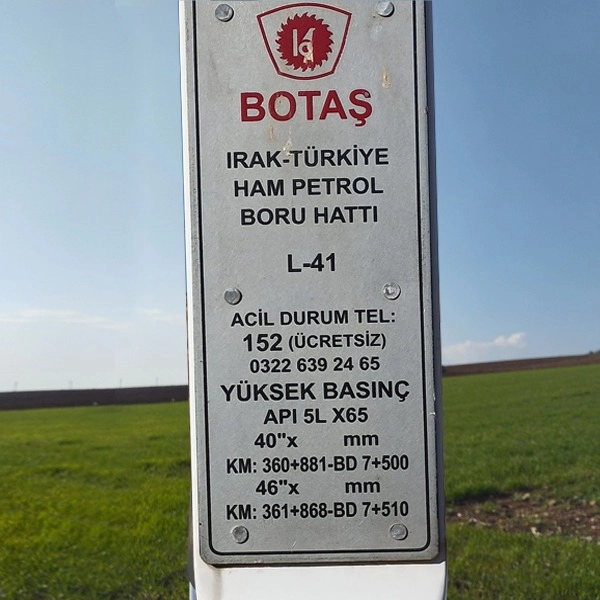 BOTAŞ
IRAK-TÜRKİYE
HAM PETROL
BORU HATTI
L-41
ACİL DURUM TEL:
152 (ÜCRETSİZ)
0322 639 24 65
YÜKSEK BASINÇ
API 5L X65
40"x mm
KM: 360+881-BD 7+500
46"x mm
KM: 361+868-BD 7+510